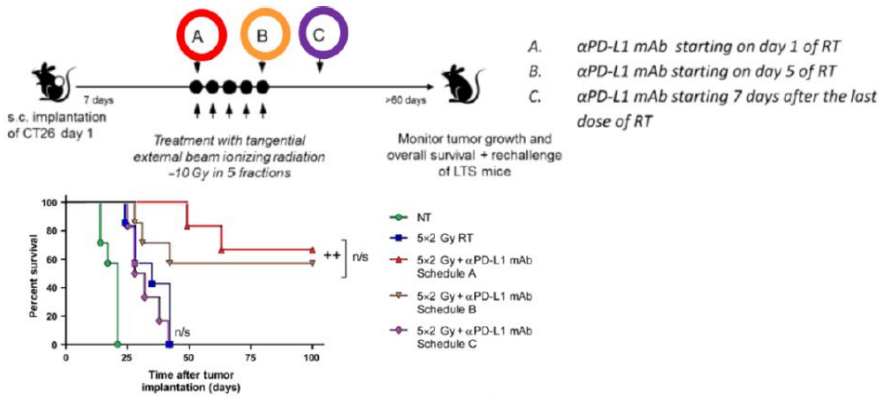 A
B
C
A. αPD-L1 mAb starting on day 1 of RT
B. αPD-L1 mAb starting on day 5 of RT
C. αPD-L1 mAb starting 7 days after the last
dose of RT
7 days
>60 days
s.c. implantation
of CT26 day 1
Treatment with tangential
external beam ionizing radiation
~10 Gy in 5 fractions
Monitor tumor growth and
overall survival + rechallenge
of LTS mice
Percent survival
100
80
60
40
20
0
0
25
50
75
100
Time after tumor
implantation (days)
n/s
++
n/s
NT
5×2 Gy RT
5×2 Gy + αPD-L1 mAb
Schedule A
5×2 Gy + αPD-L1 mAb
Schedule B
5×2 Gy + αPD-L1 mAb
Schedule C